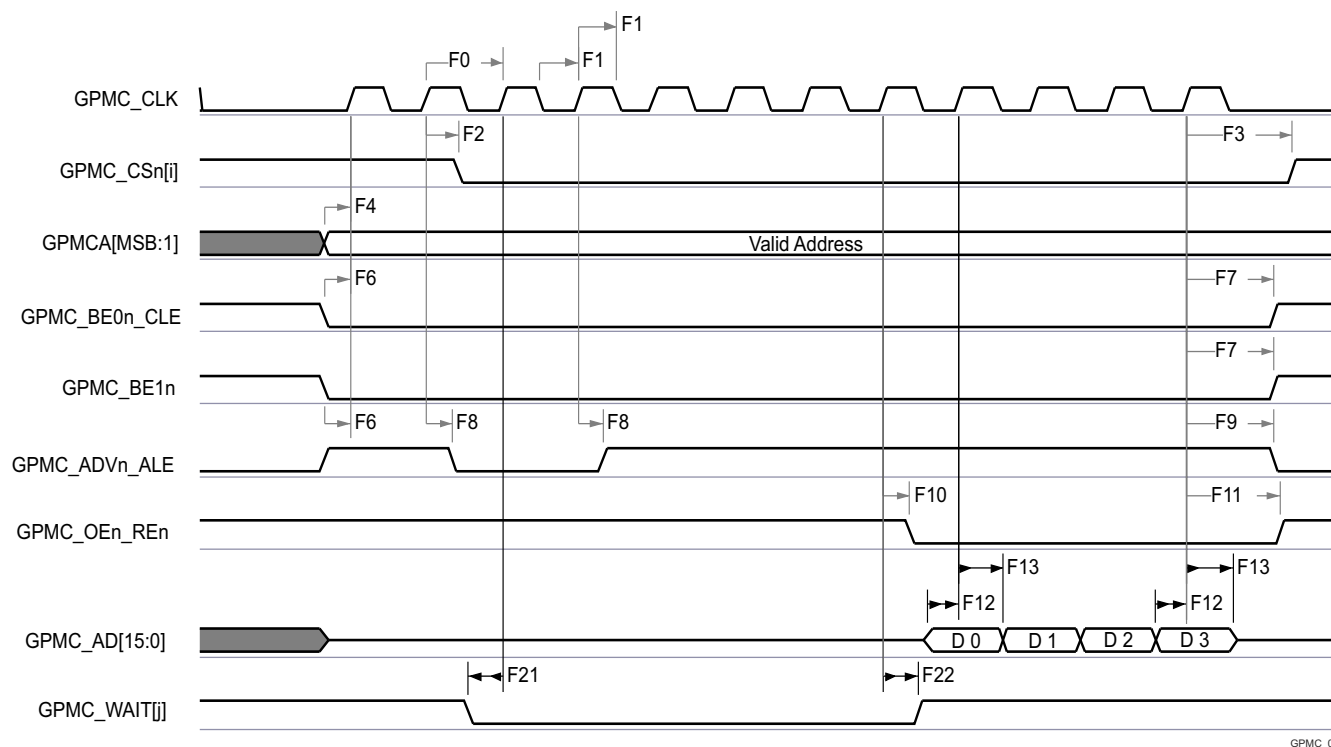 F1
F0 F1
GPMC_CLK
F2 F3
GPMC_CSn[i]
F4
GPMCA[MSB:1] Valid Address
F6 F7
GPMC_BE0n_CLE
F7
GPMC_BE1n
F6 F8 F8 F9
GPMC_ADVn_ALE
F10 F11
GPMC_OEn_REn
F13 F13
F12 F12
GPMC_AD[15:0] D 0 D 1 D 2 D 3
F21 F22
GPMC_WAIT[j]